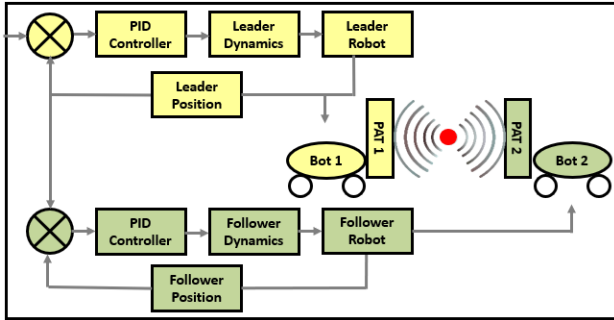 PID
Controller
Leader
Dynamics
Leader
Robot
Leader
Position
PAT 1
PAT 2
Bot 1
Bot 2
PID
Controller
Follower
Dynamics
Follower
Robot
Follower
Position